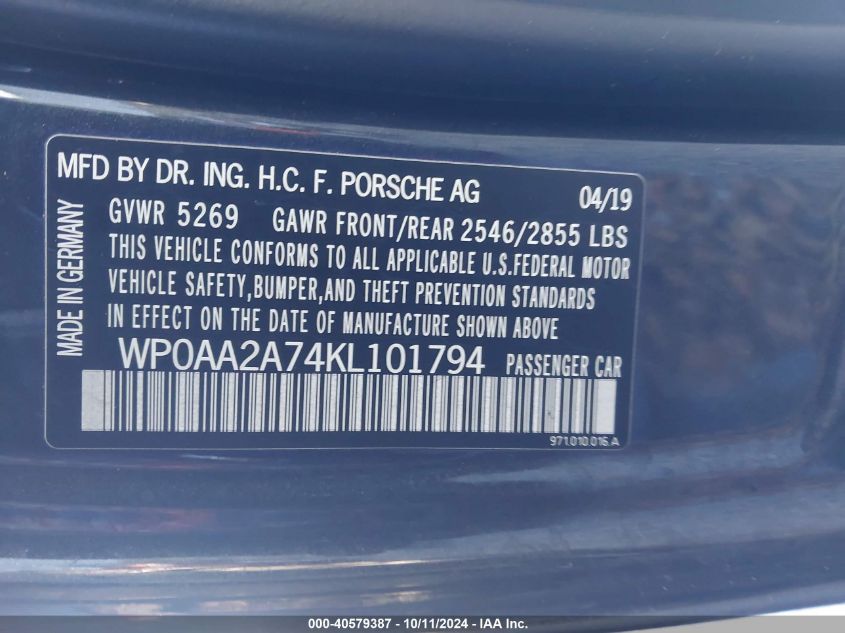 MFD BY DR. ING. H.C. F. PORSCHE AG 04/19
MADE IN GERMANY
GVWR 5269 GAWR FRONT/REAR 2546/2855 LBS
THIS VEHICLE CONFORMS TO ALL APPLICABLE U.S.FEDERAL MOTOR
VEHICLE SAFETY,BUMPER,AND THEFT PREVENTION STANDARDS
IN EFFECT ON THE DATE OF MANUFACTURE SHOWN ABOVE
WP0AA2A74KL101794 PASSENGER CAR
971.010.016.A
000-40579387 - 10/11/2024 - IAA Inc.